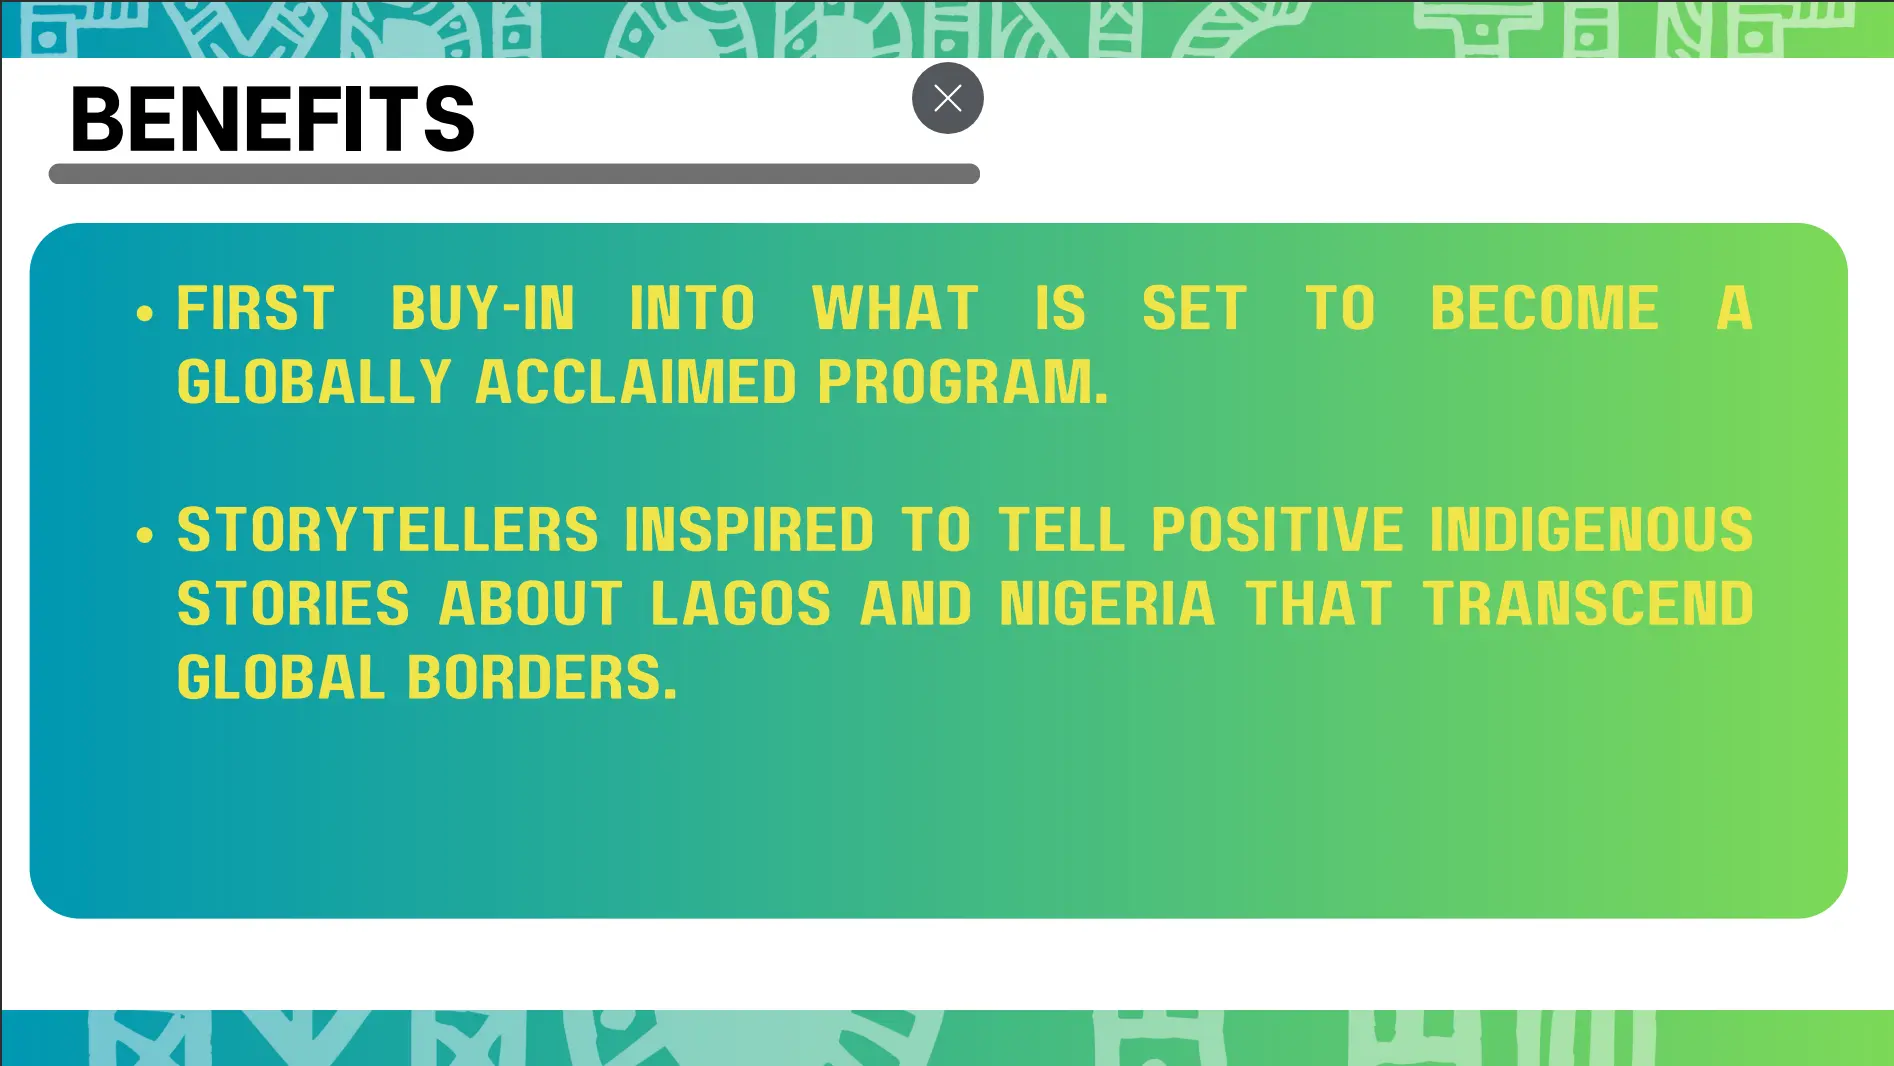 BENEFITS
• FIRST BUY-IN INTO WHAT IS SET TO BECOME A
GLOBALLY ACCLAIMED PROGRAM.
• STORYTELLERS INSPIRED TO TELL POSITIVE INDIGENOUS
STORIES ABOUT LAGOS AND NIGERIA THAT TRANSCEND
GLOBAL BORDERS.